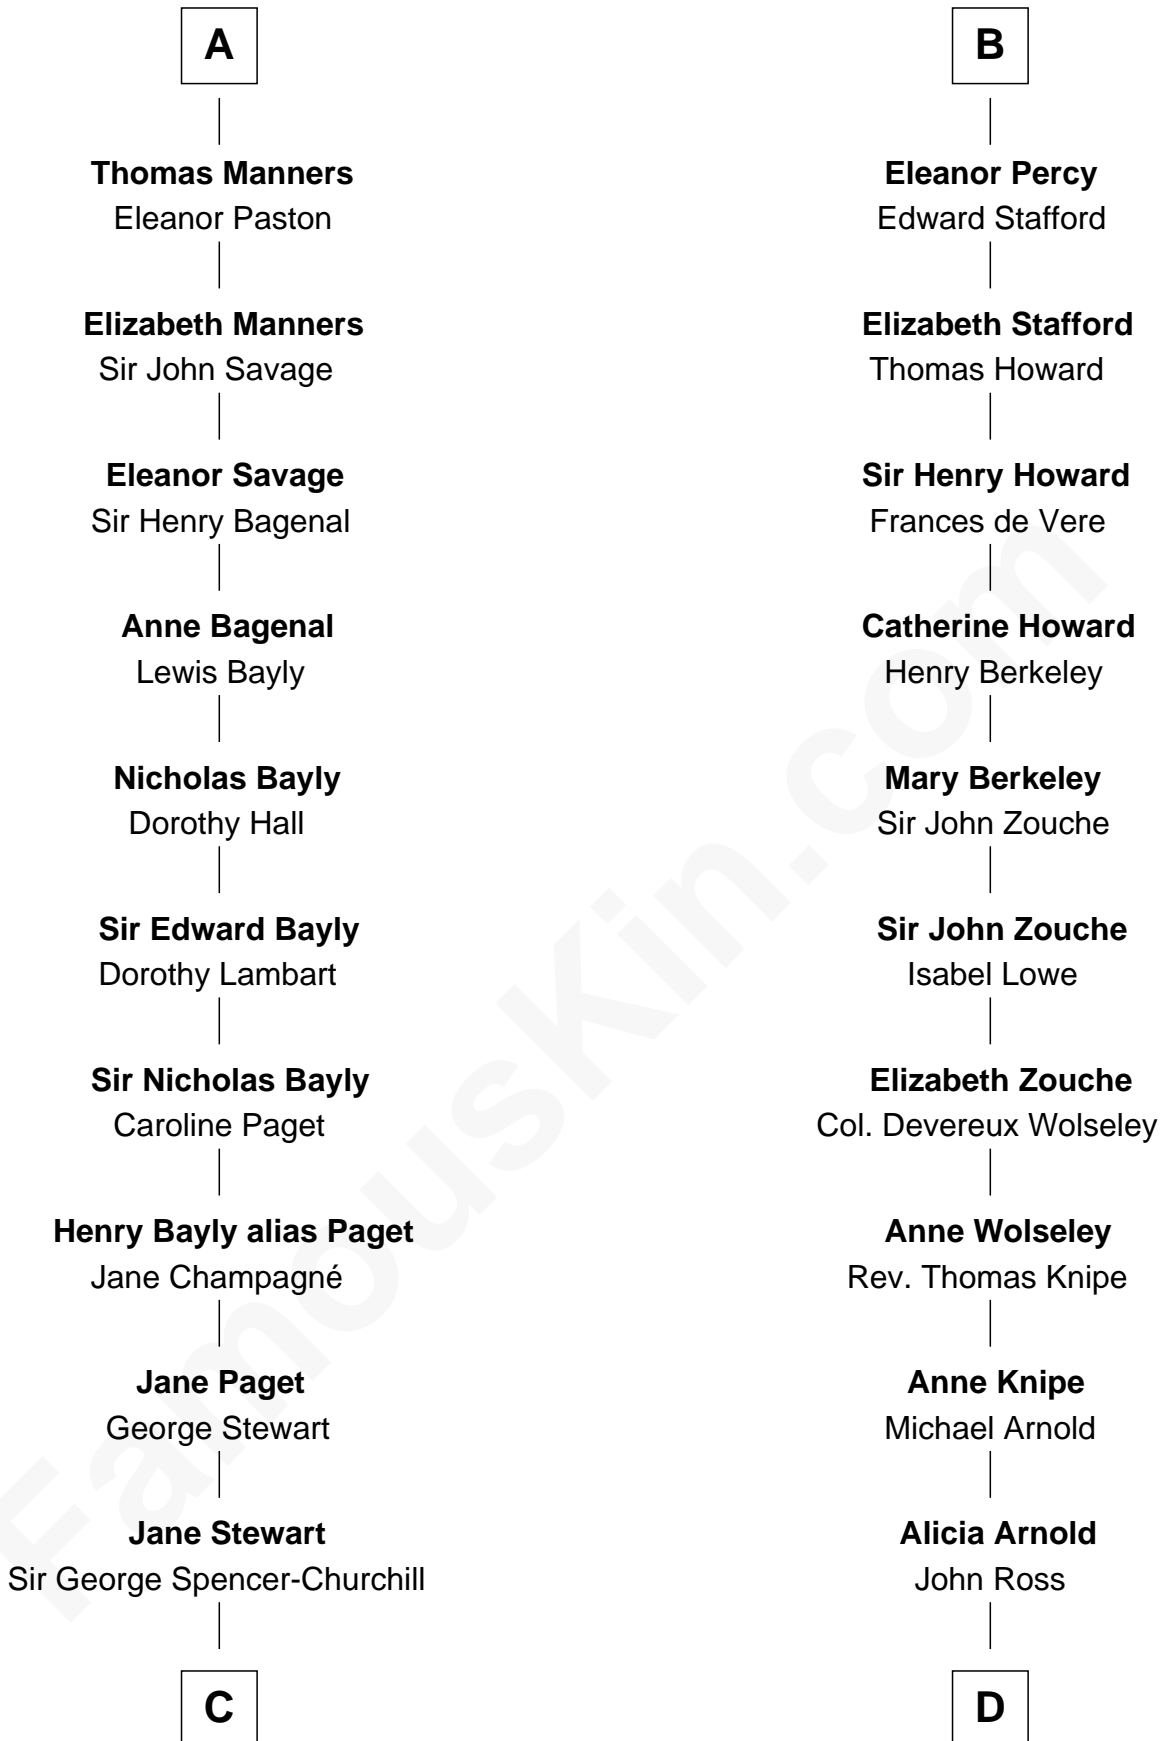 A
Thomas Manners
Eleanor Paston
Elizabeth Manners
Sir John Savage
Eleanor Savage
Sir Henry Bagenal
Anne Bagenal
Lewis Bayly
Nicholas Bayly
Dorothy Hall
Sir Edward Bayly
Dorothy Lambart
Sir Nicholas Bayly
Caroline Paget
Henry Bayly alias Paget
Jane Champagné
Jane Paget
George Stewart
Jane Stewart
Sir George Spencer-Churchill
C
B
Eleanor Percy
Edward Stafford
Elizabeth Stafford
Thomas Howard
Sir Henry Howard
Frances de Vere
Catherine Howard
Henry Berkeley
Mary Berkeley
Sir John Zouche
Sir John Zouche
Isabel Lowe
Elizabeth Zouche
Col. Devereux Wolseley
Anne Wolseley
Rev. Thomas Knipe
Anne Knipe
Michael Arnold
Alicia Arnold
John Ross
D
FamousKin.com